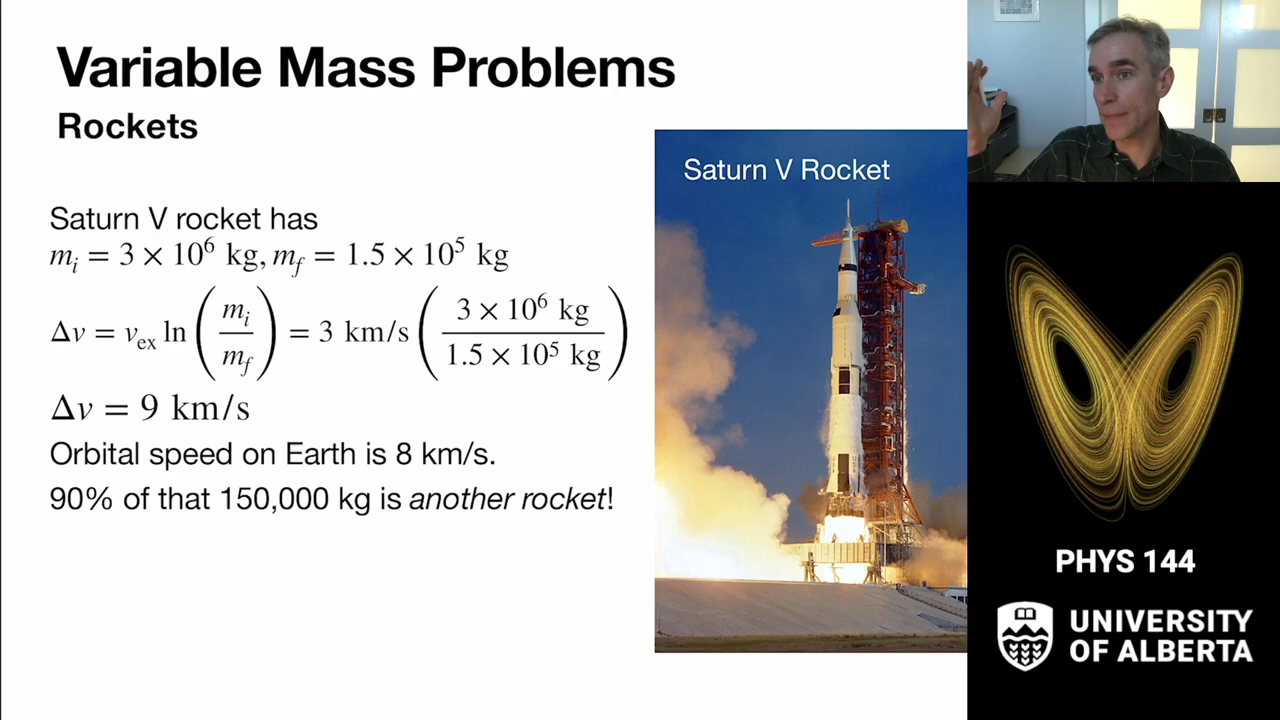 Variable Mass Problems
Rockets
Saturn V rocket has
m_i = 3 × 10^6 kg, m_f = 1.5 × 10^5 kg
Δv = v_ex ln (m_i / m_f) = 3 km/s (3 × 10^6 kg / 1.5 × 10^5 kg)
Δv = 9 km/s
Orbital speed on Earth is 8 km/s.
90% of that 150,000 kg is another rocket!
Saturn V Rocket
PHYS 144
UNIVERSITY
OF ALBERTA